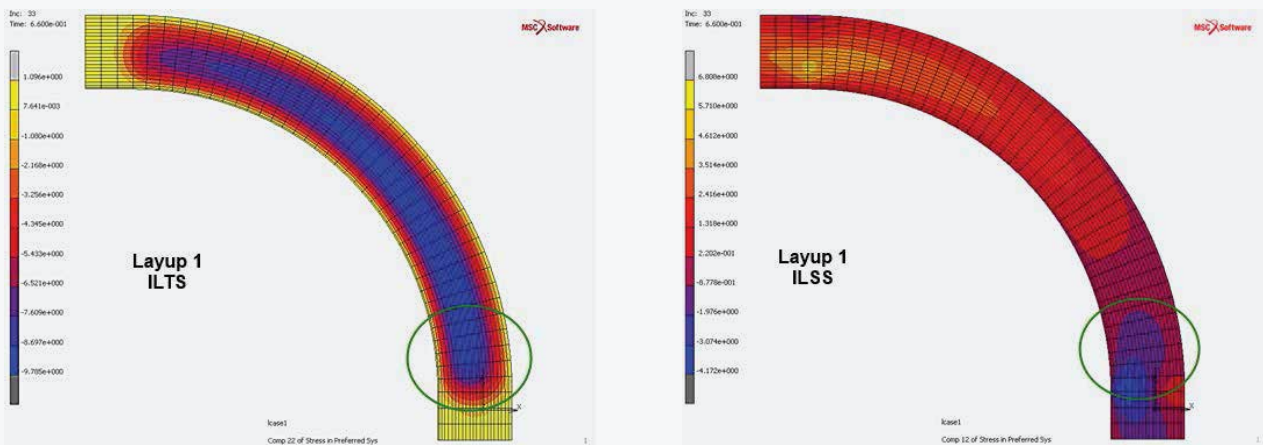 Inc: 33
Time: 6.600e-001
MSC Software
1.096e+000
7.641e-003
-1.080e+000
-2.168e+000
-3.256e+000
-4.345e+000
-5.433e+000
-6.521e+000
-7.609e+000
-8.697e+000
-9.785e+000
Layup 1
ILTS
X
lcase1
Comp 22 of Stress in Preferred Sys
1
Inc: 33
Time: 6.600e-001
MSC Software
6.808e+000
5.710e+000
4.612e+000
3.514e+000
2.416e+000
1.318e+000
2.202e-001
-8.778e-001
-1.976e+000
-3.074e+000
-4.172e+000
Layup 1
ILSS
X
lcase1
Comp 12 of Stress in Preferred Sys
1